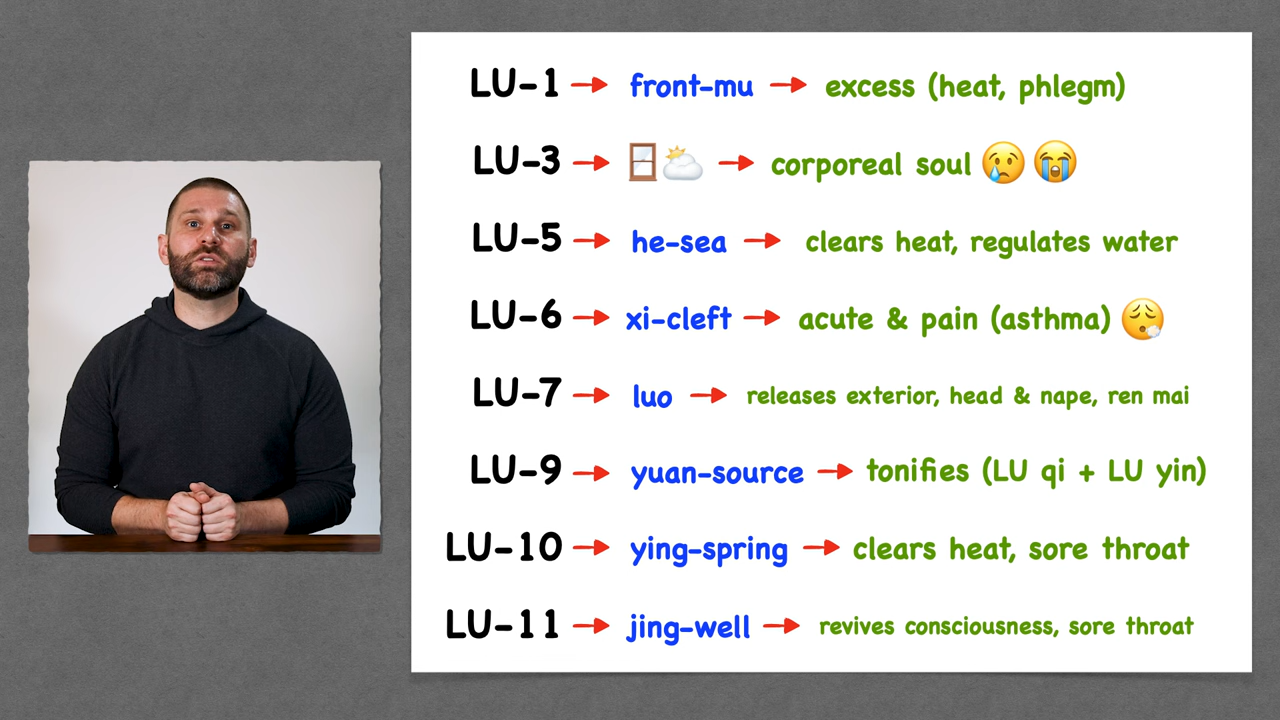 LU-1 → front-mu → excess (heat, phlegm)
LU-3 → 🪟🌥️ → corporeal soul 😢 😭
LU-5 → he-sea → clears heat, regulates water
LU-6 → xi-cleft → acute & pain (asthma) 😮‍💨
LU-7 → luo → releases exterior, head & nape, ren mai
LU-9 → yuan-source → tonifies (LU qi + LU yin)
LU-10 → ying-spring → clears heat, sore throat
LU-11 → jing-well → revives consciousness, sore throat